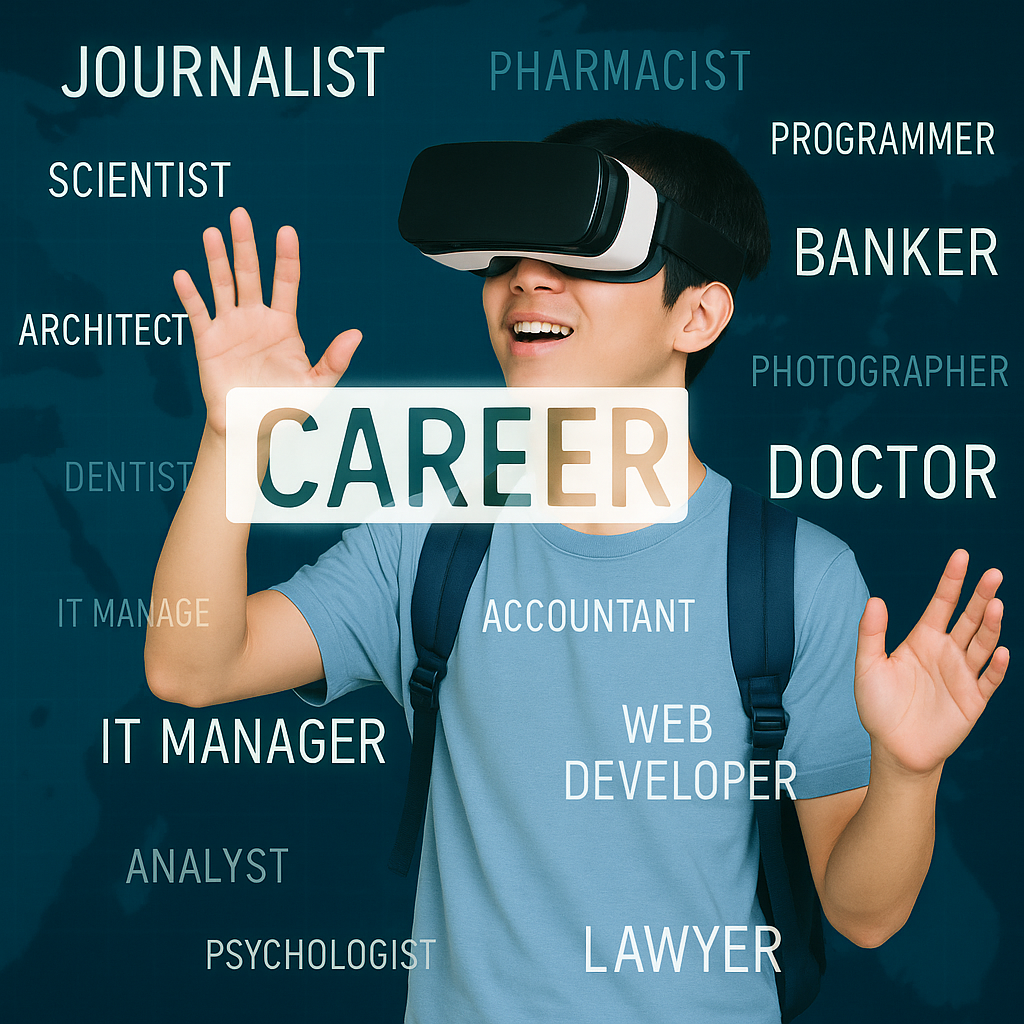 JOURNALIST
PHARMACIST
PROGRAMMER
SCIENTIST
BANKER
ARCHITECT
PHOTOGRAPHER
CAREER
DENTIST
DOCTOR
IT MANAGE
ACCOUNTANT
IT MANAGER
WEB
DEVELOPER
ANALYST
PSYCHOLOGIST
LAWYER